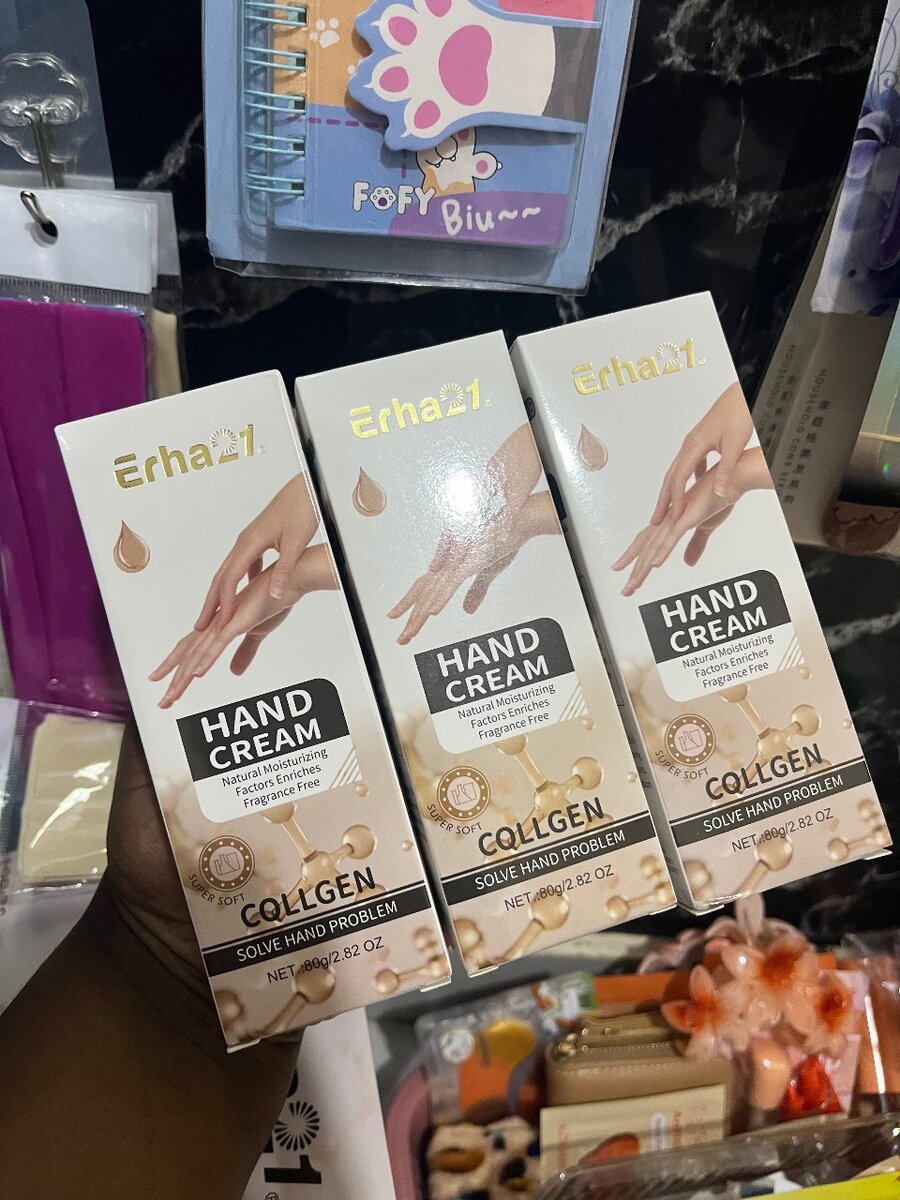 FOFY
Biu~~
Erha21
HAND
CREAM
Natural Moisturizing
Factors Enriches
Fragrance Free
SUPER SOFT
CQLLGEN
SOLVE HAND PROBLEM
NET.:80g/2.82 OZ
Erha21
HAND
CREAM
Natural Moisturizing
Factors Enriches
Fragrance Free
SUPER SOFT
CQLLGEN
SOLVE HAND PROBLEM
NET.:80g/2.82 OZ
Erha21
HAND
CREAM
Natural Moisturizing
Factors Enriches
Fragrance Free
SUPER SOFT
CQLLGEN
SOLVE HAND PROBLEM
NET.:80g/2.82 OZ